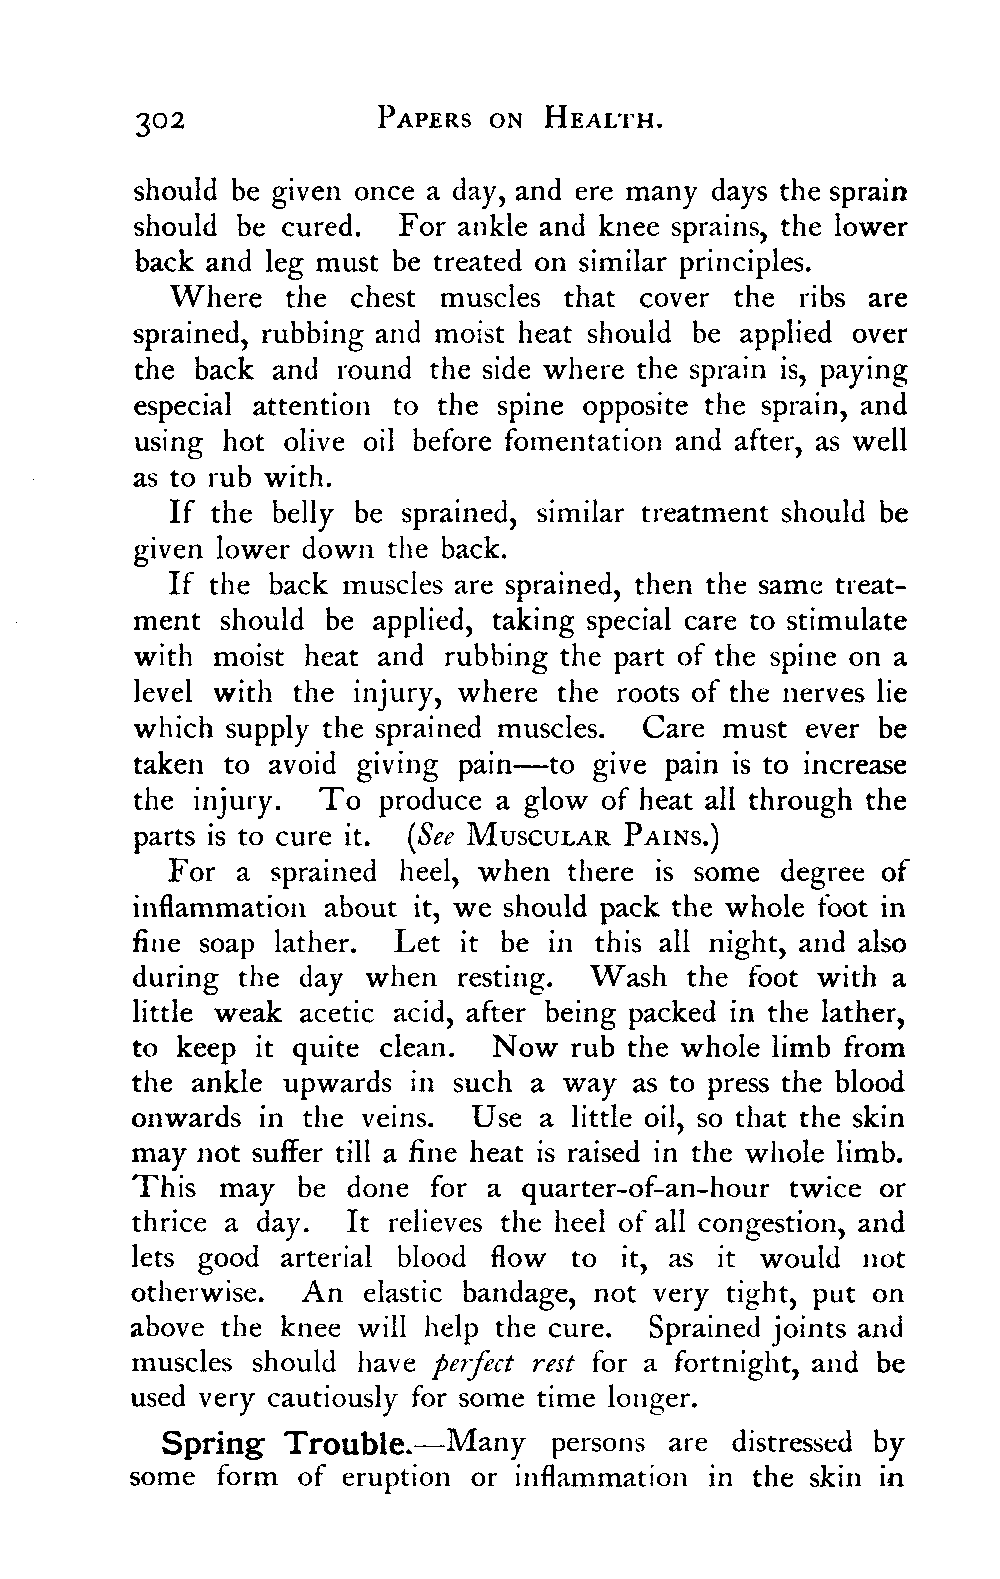 302 PAPERS ON HEALTH.
should be given once a day, and ere many days the sprain
should be cured. For ankle and knee sprains, the lower
back and leg must be treated on similar principles.
Where the chest muscles that cover the ribs are
sprained, rubbing and moist heat should be applied over
the back and round the side where the sprain is, paying
especial attention to the spine opposite the sprain, and
using hot olive oil before fomentation and after, as well
as to rub with.
If the belly be sprained, similar treatment should be
given lower down the back.
If the back muscles are sprained, then the same treat-
ment should be applied, taking special care to stimulate
with moist heat and rubbing the part of the spine on a
level with the injury, where the roots of the nerves lie
which supply the sprained muscles. Care must ever be
taken to avoid giving pain—to give pain is to increase
the injury. To produce a glow of heat all through the
parts is to cure it. (See MUSCULAR PAINS.)
For a sprained heel, when there is some degree of
inflammation about it, we should pack the whole foot in
fine soap lather. Let it be in this all night, and also
during the day when resting. Wash the foot with a
little weak acetic acid, after being packed in the lather,
to keep it quite clean. Now rub the whole limb from
the ankle upwards in such a way as to press the blood
onwards in the veins. Use a little oil, so that the skin
may not suffer till a fine heat is raised in the whole limb.
This may be done for a quarter-of-an-hour twice or
thrice a day. It relieves the heel of all congestion, and
lets good arterial blood flow to it, as it would not
otherwise. An elastic bandage, not very tight, put on
above the knee will help the cure. Sprained joints and
muscles should have perfect rest for a fortnight, and be
used very cautiously for some time longer.
Spring Trouble.—Many persons are distressed by
some form of eruption or inflammation in the skin in